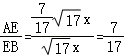 AE/EB = (7/17 √17 x)/(√17 x) = 7/17